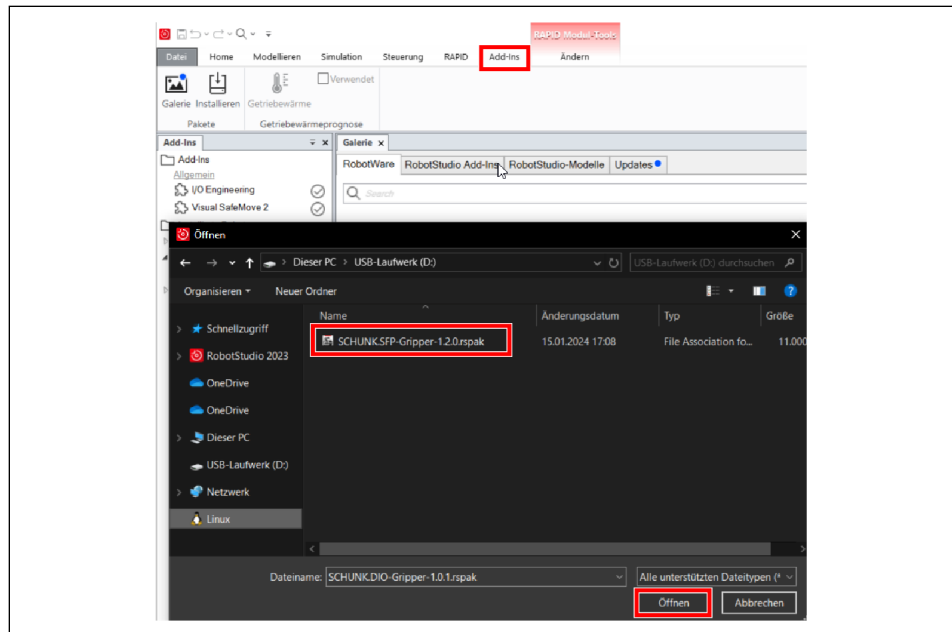 RAPID Modul-Tools
Datei Home Modellieren Simulation Steuerung RAPID Add-Ins Ändern
Verwendet
Galerie Installieren Getriebewärme
Pakete Getriebewärmeprognose
Add-Ins Galerie
Add-Ins
RobotWare RobotStudio Add-Ins RobotStudio-Modelle Updates
Allgemein
I/O Engineering
Search
Visual SafeMove 2
Öffnen
Dieser PC > USB-Laufwerk (D:) USB-Laufwerk (D:) durchsuchen
Organisieren Neuer Ordner
Name Änderungsdatum Typ Größe
Schnellzugriff
SCHUNK.SFP-Gripper-1.2.0.rspak 15.01.2024 17:08 File Association fo... 11.000
RobotStudio 2023
OneDrive
OneDrive
Dieser PC
USB-Laufwerk (D:)
Netzwerk
Linux
Dateiname: SCHUNK.DIO-Gripper-1.0.1.rspak Alle unterstützten Dateitypen (*
Öffnen Abbrechen